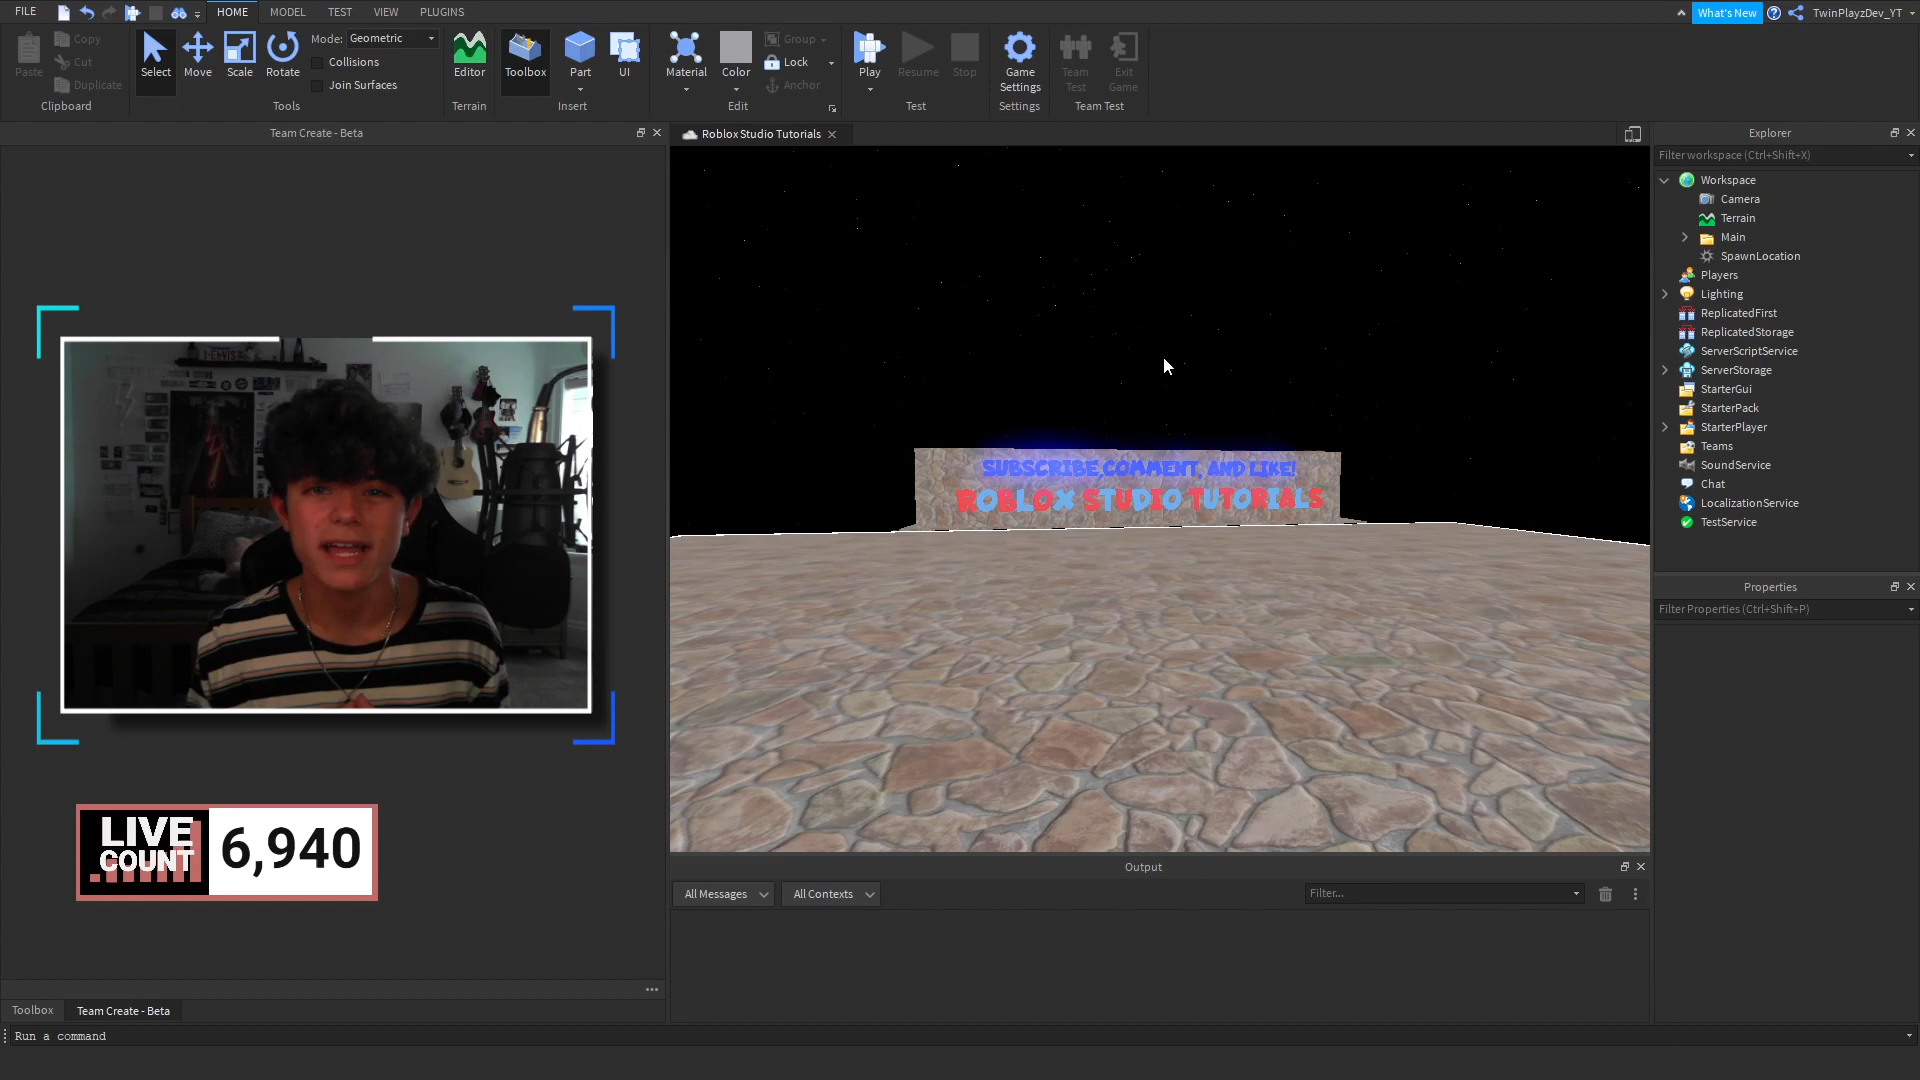 FILE
HOME
MODEL
TEST
VIEW
PLUGINS
What's New
TwinPlayzDev_YT
Paste
Copy
Cut
Duplicate
Clipboard
Select
Move
Scale
Rotate
Mode: Geometric
Collisions
Join Surfaces
Tools
Editor
Terrain
Toolbox
Part
UI
Insert
Material
Color
Group
Lock
Anchor
Edit
Play
Resume
Stop
Test
Game
Settings
Settings
Team
Test
Exit
Game
Team Test
Team Create - Beta
Roblox Studio Tutorials
SUBSCRIBE,COMMENT, AND LIKE!
ROBLOX STUDIO TUTORIALS
LIVE
COUNT
6,940
Toolbox
Team Create - Beta
Run a command
Output
All Messages
All Contexts
Filter...
Explorer
Filter workspace (Ctrl+Shift+X)
Workspace
Camera
Terrain
Main
SpawnLocation
Players
Lighting
ReplicatedFirst
ReplicatedStorage
ServerScriptService
ServerStorage
StarterGui
StarterPack
StarterPlayer
Teams
SoundService
Chat
LocalizationService
TestService
Properties
Filter Properties (Ctrl+Shift+P)